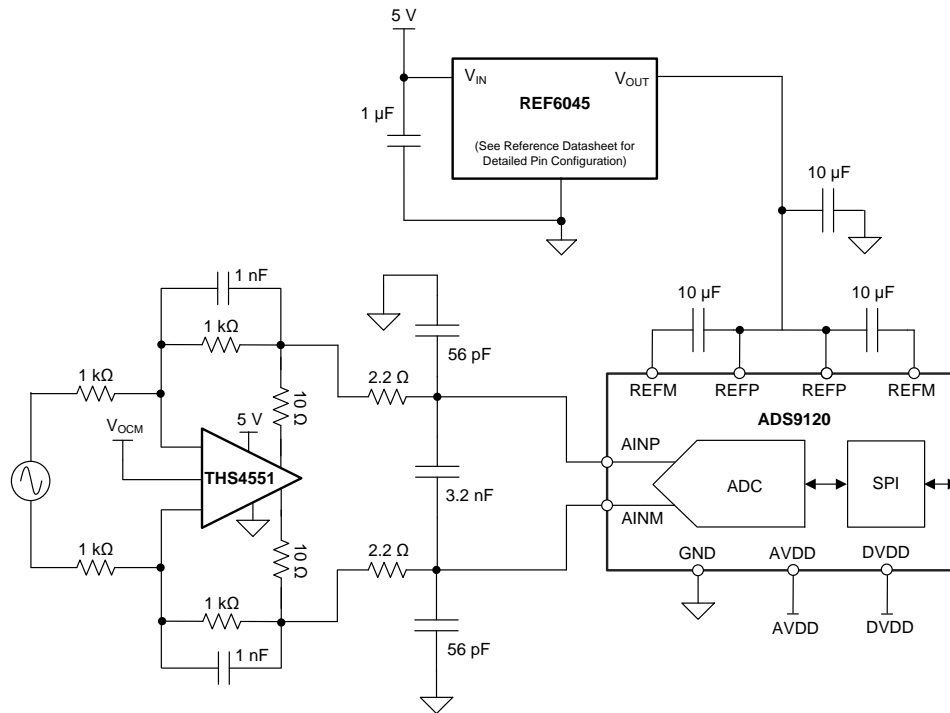 5 V
V_IN
V_OUT
REF6045
1 µF
(See Reference Datasheet for
Detailed Pin Configuration)
10 µF
1 nF
1 kΩ
56 pF
10 µF
10 µF
1 kΩ
2.2 Ω
10 Ω
REFM
REFP
REFP
REFM
V_OCM
5 V
ADS9120
THS4551
AINP
3.2 nF
ADC
SPI
AINM
1 kΩ
2.2 Ω
10 Ω
GND
AVDD
DVDD
1 kΩ
1 nF
56 pF
AVDD
DVDD